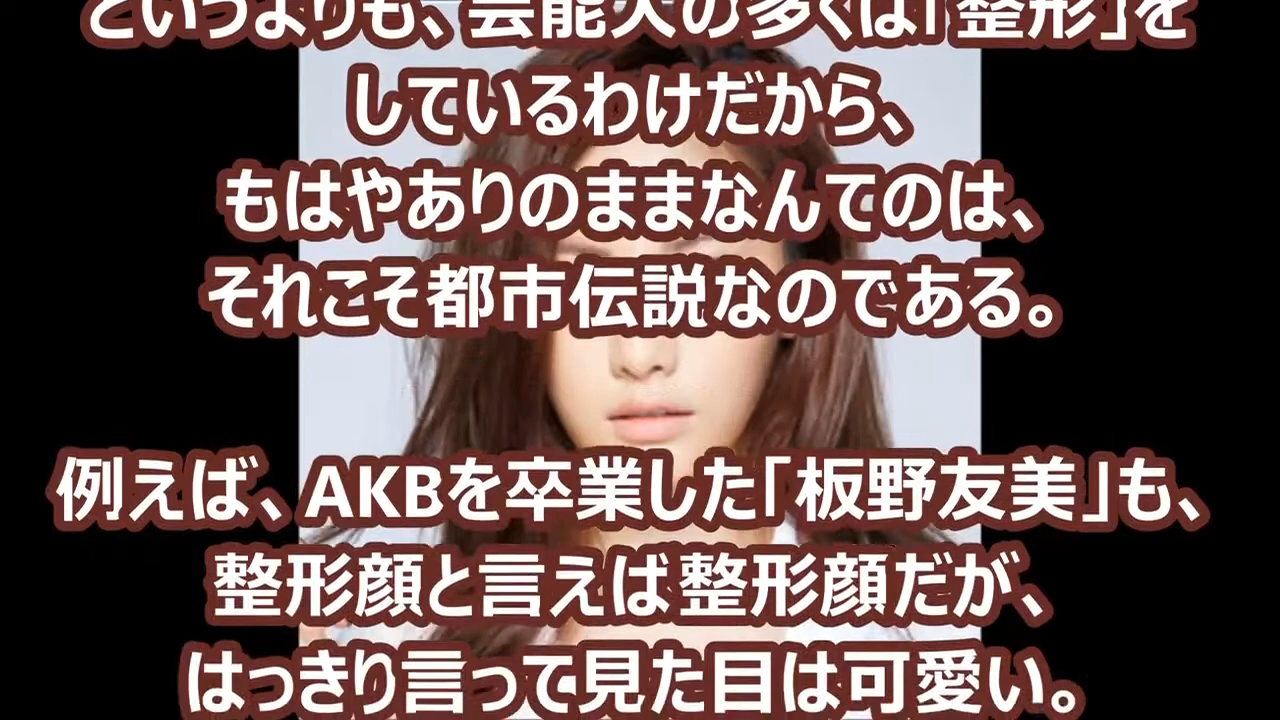 というよりも、芸能人の多くは「整形」を
しているわけだから、
もはやありのままなんてのは、
それこそ都市伝説なのである。
例えば、AKBを卒業した「板野友美」も、
整形顔と言えば整形顔だが、
はっきり言って見た目は可愛い。